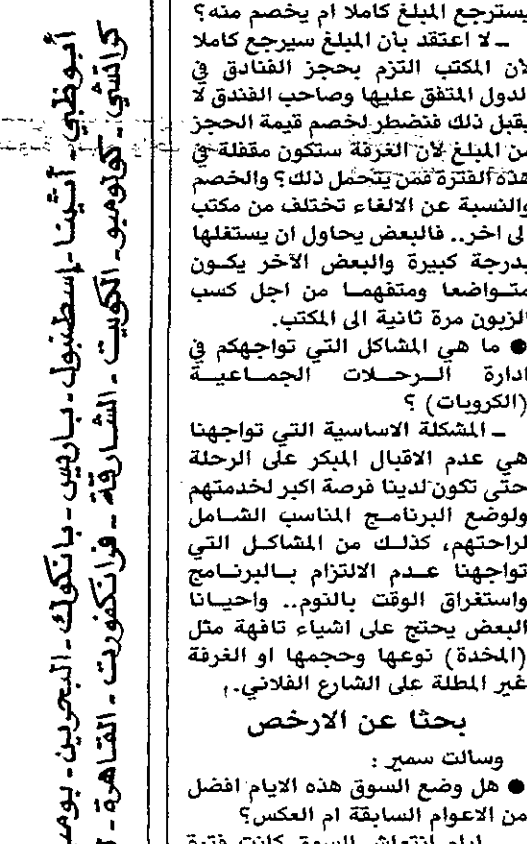 يسترجع المبلغ كاملا ام يخصم منه؟
ـ لا اعتقد بان المبلغ سيرجع كاملا
لان المكتب التزم بحجز الفنادق في
الدول المتفق عليها وصاحب الفندق لا
يقبل ذلك فنضطر لخصم قيمة الحجز
من المبلغ لان الغرفة ستكون مقفلة في
هذه الفترة فمن يتحمل ذلك؟ والخصم
والنسبة عن الالغاء تختلف من مكتب
الى اخر.. فالبعض يحاول ان يستغلها
بدرجة كبيرة والبعض الآخر يكون
متواضعا ومتفهما من اجل كسب
الزبون مرة ثانية الى المكتب.
● ما هي المشاكل التي تواجهكم في
ادارة الرحلات الجماعية
(الكروبات) ؟
ـ المشكلة الاساسية التي تواجهنا
هي عدم الاقبال المبكر على الرحلة
حتى تكون لدينا فرصة اكبر لخدمتهم
ولوضع البرنامج المناسب الشامل
لراحتهم، كذلك من المشاكل التي
تواجهنا عدم الالتزام بالبرنامج
واستغراق الوقت بالنوم.. واحيانا
البعض يحتج على اشياء تافهة مثل
(المخدة) نوعها وحجمها او الغرفة
غير المطلة على الشارع الفلاني.
بحثا عن الارخص
وسالت سمير :
● هل وضع السوق هذه الايام افضل
من الاعوام السابقة ام العكس؟
ايام انتعاش السوق كانت فترة
أبوظبي - أثينا - إسطنبول - باريس - بانكوك - البحرين -
كراتشي - كولومبو - الكويت - الشارقة - فرانكفورت - القاهرة -